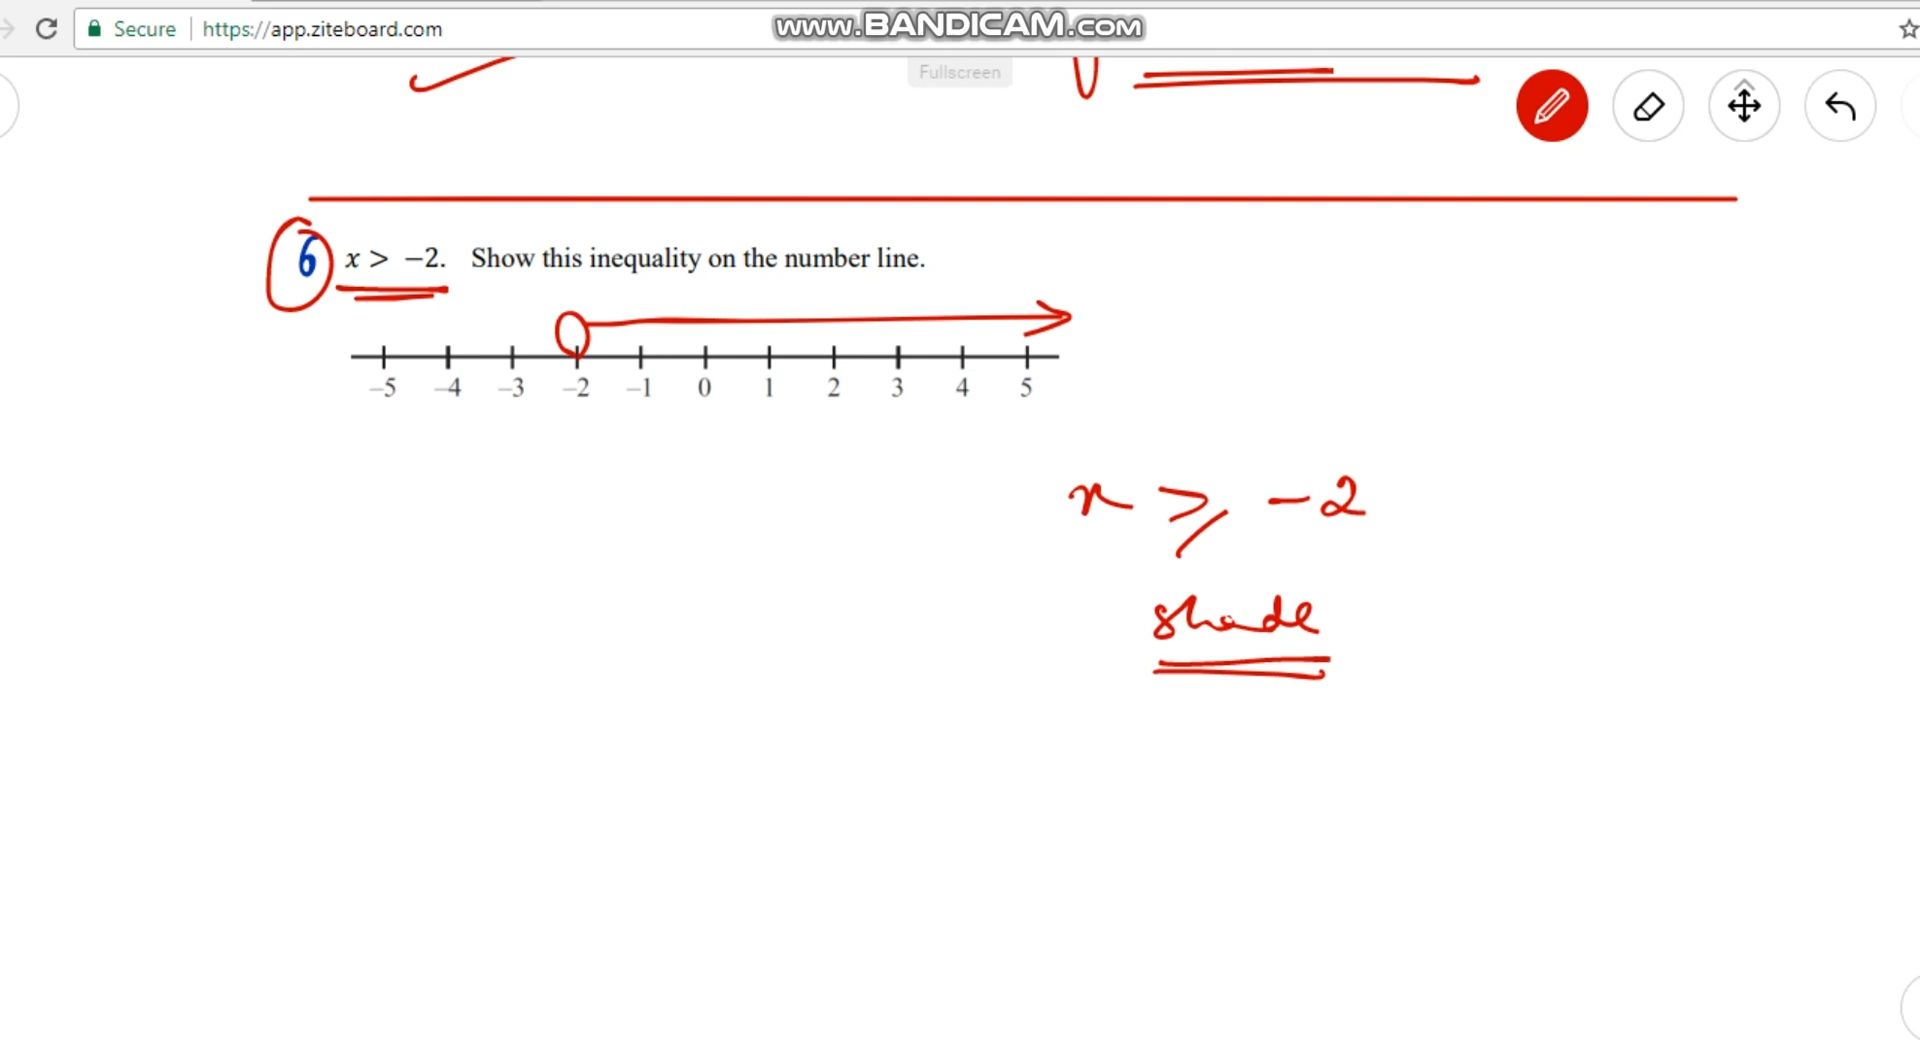 www.BANDICAM.com
Secure https://app.ziteboard.com
Fullscreen
6 x > −2. Show this inequality on the number line.
−5 −4 −3 −2 −1 0 1 2 3 4 5
x ⩾ −2
shade